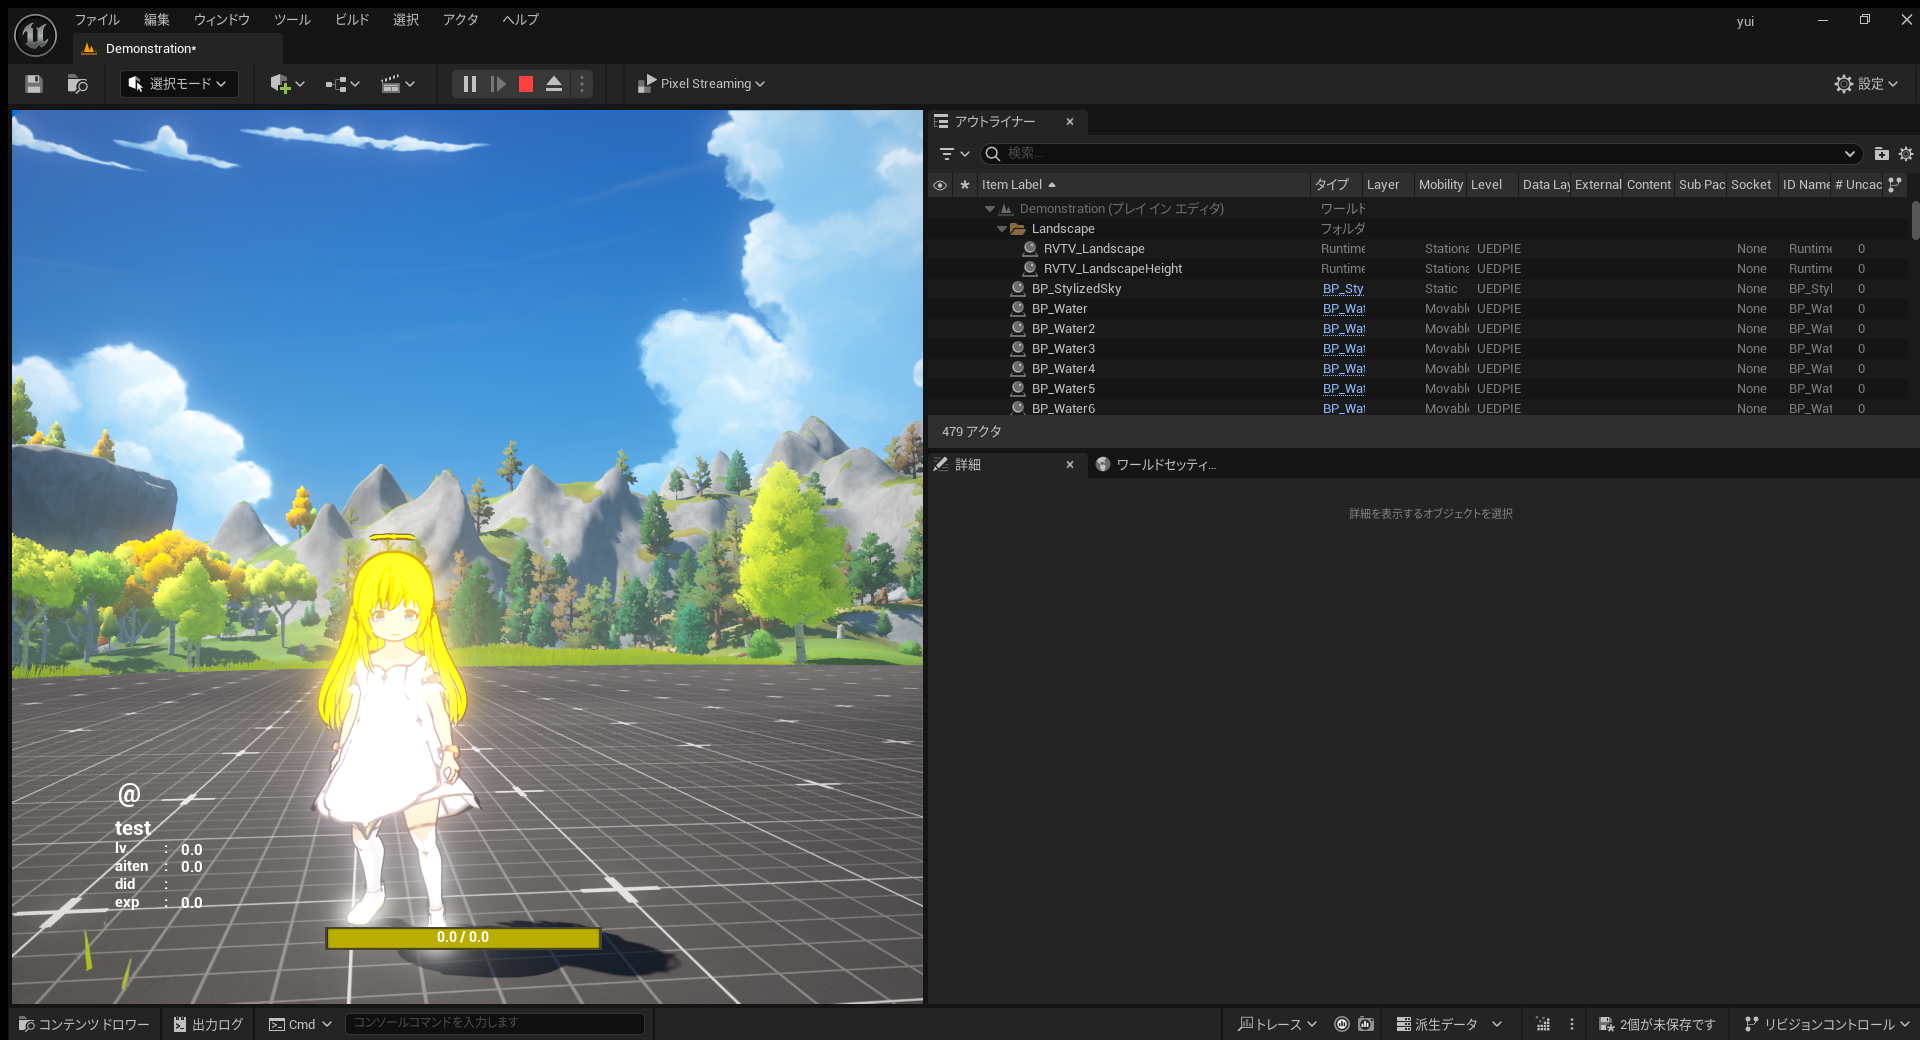 ファイル 編集 ウィンドウ ツール ビルド 選択 アクタ ヘルプ
yui
Demonstration*
選択モード
Pixel Streaming
設定
アウトライナー
検索...
Item Label タイプ Layer Mobility Level Data Lay External Content Sub Pac Socket ID Name # Uncac
Demonstration (プレイ イン エディタ) ワールド
Landscape フォルダ
RVTV_Landscape Runtime Stationa UEDPIE None Runtime 0
RVTV_LandscapeHeight Runtime Stationa UEDPIE None Runtime 0
BP_StylizedSky BP_Sty Static UEDPIE None BP_Styl 0
BP_Water BP_Wat Movabl UEDPIE None BP_Wat 0
BP_Water2 BP_Wat Movabl UEDPIE None BP_Wat 0
BP_Water3 BP_Wat Movabl UEDPIE None BP_Wat 0
BP_Water4 BP_Wat Movabl UEDPIE None BP_Wat 0
BP_Water5 BP_Wat Movabl UEDPIE None BP_Wat 0
BP_Water6 BP_Wat Movabl UEDPIE None BP_Wat 0
479 アクタ
詳細
ワールドセッティ...
詳細を表示するオブジェクトを選択
@
test
lv : 0.0
aiten : 0.0
did :
exp : 0.0
0.0 / 0.0
コンテンツ ドロワー 出力ログ Cmd コンソールコマンドを入力します
トレース 派生データ 2個が未保存です リビジョンコントロール